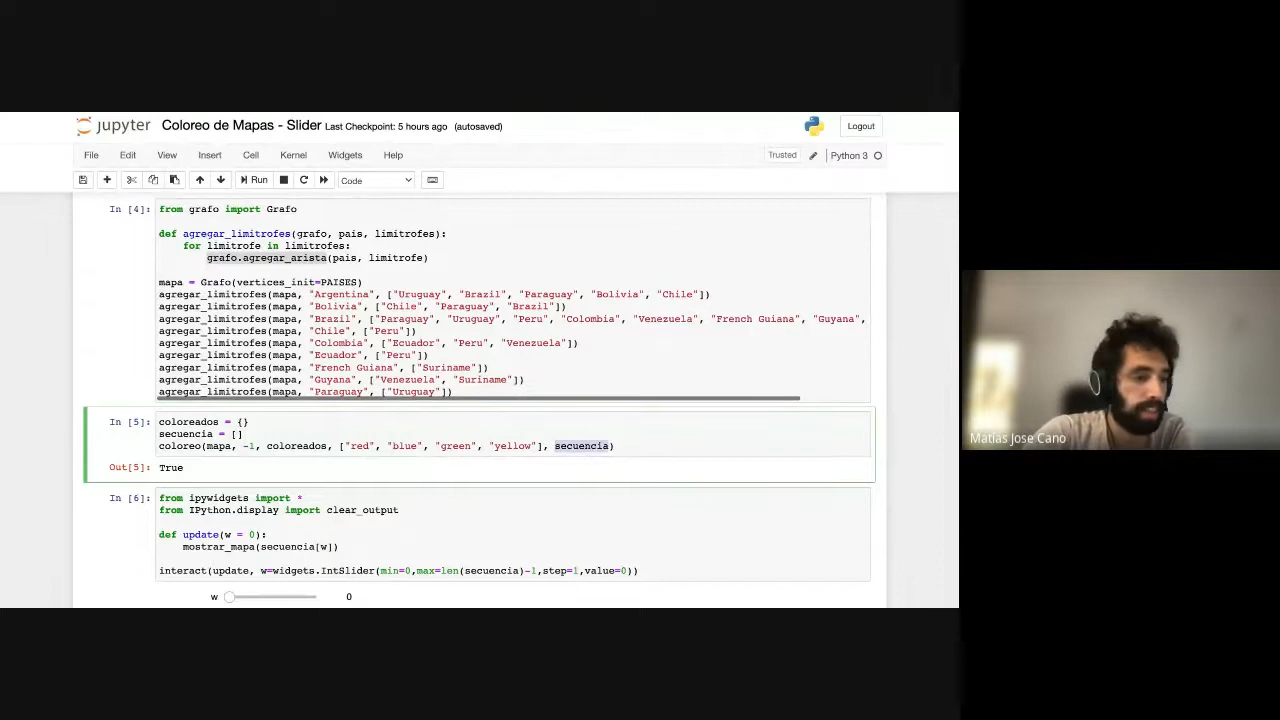 jupyter Coloreo de Mapas - Slider Last Checkpoint: 5 hours ago (autosaved)
Logout
File Edit View Insert Cell Kernel Widgets Help
Trusted Python 3
Run Code
In [4]: from grafo import Grafo
def agregar_limitrofes(grafo, pais, limitrofes):
for limitrofe in limitrofes:
grafo.agregar_arista(pais, limitrofe)
mapa = Grafo(vertices_init=PAISES)
agregar_limitrofes(mapa, "Argentina", ["Uruguay", "Brazil", "Paraguay", "Bolivia", "Chile"])
agregar_limitrofes(mapa, "Bolivia", ["Chile", "Paraguay", "Brazil"])
agregar_limitrofes(mapa, "Brazil", ["Paraguay", "Uruguay", "Peru", "Colombia", "Venezuela", "French Guiana", "Guyana",
agregar_limitrofes(mapa, "Chile", ["Peru"])
agregar_limitrofes(mapa, "Colombia", ["Ecuador", "Peru", "Venezuela"])
agregar_limitrofes(mapa, "Ecuador", ["Peru"])
agregar_limitrofes(mapa, "French Guiana", ["Suriname"])
agregar_limitrofes(mapa, "Guyana", ["Venezuela", "Suriname"])
agregar_limitrofes(mapa, "Paraguay", ["Uruguay"])
In [5]: coloreados = {}
secuencia = []
coloreo(mapa, -1, coloreados, ["red", "blue", "green", "yellow"], secuencia)
Out[5]: True
In [6]: from ipywidgets import *
from IPython.display import clear_output
def update(w = 0):
mostrar_mapa(secuencia[w])
interact(update, w=widgets.IntSlider(min=0,max=len(secuencia)-1,step=1,value=0))
w 0
Matías Jose Cano